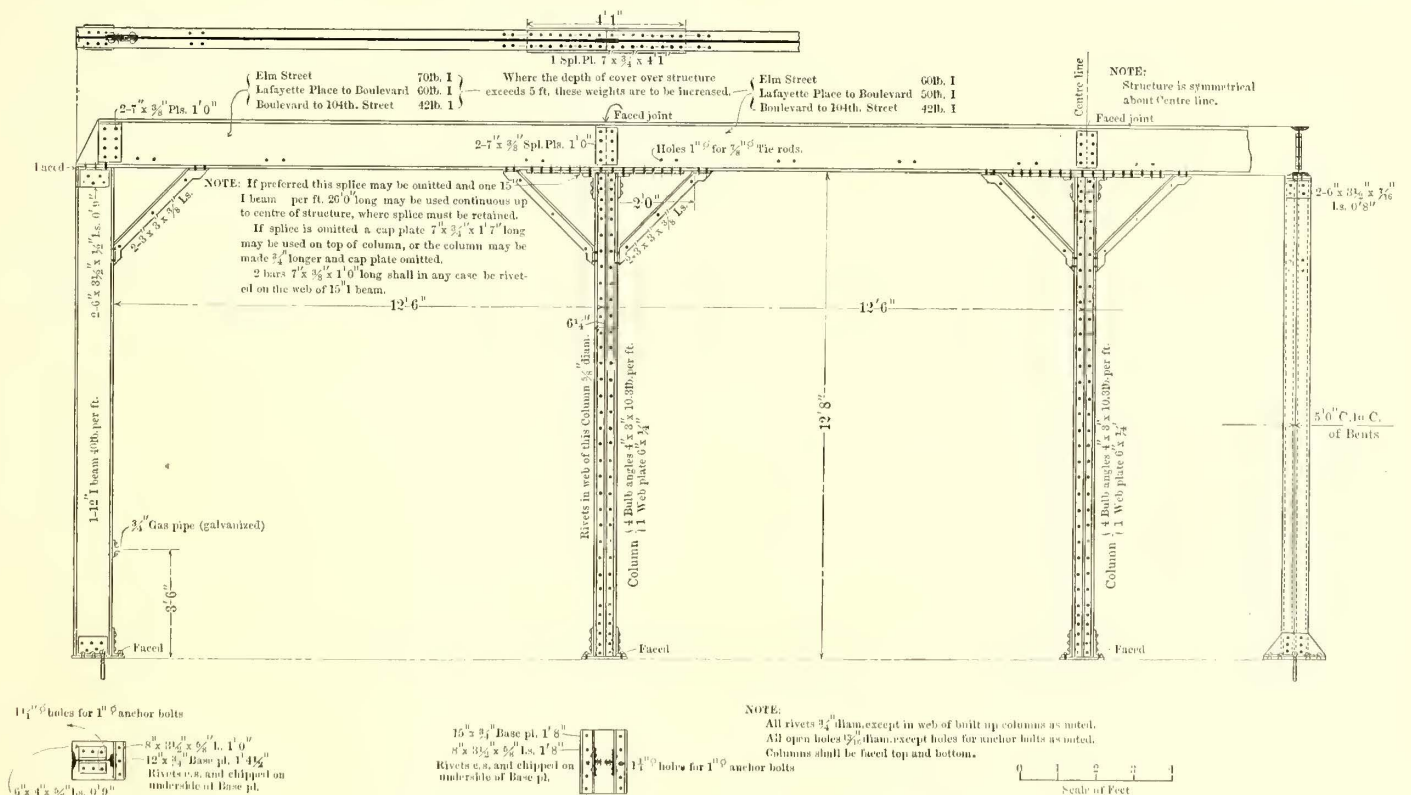 4'1"
1 Spl. Pl. 7 x 3/4 x 4'1"
Elm Street 70lb. I
Lafayette Place to Boulevard 60lb. I
Boulevard to 104th. Street 42lb. I
Where the depth of cover over structure
exceeds 5 ft, these weights are to be increased.
Elm Street 60lb. I
Lafayette Place to Boulevard 50lb. I
Boulevard to 104th. Street 42lb. I
Centre line
NOTE:
Structure is symmetrical
about Centre line.
2-7"x 3/8" Pls. 1'0"
Faced joint
Faced joint
2-7"x 3/8" Spl. Pls. 1'0"
Holes 1"⌀ for 7/8"⌀ Tie rods.
Faced
NOTE: If preferred this splice may be omitted and one 15"
I beam per ft. 26'0" long may be used continuous up
to centre of structure, where splice must be retained.
If splice is omitted a cap plate 7"x 3/4"x 1'7" long
may be used on top of column, or the column may be
made 3/4" longer and cap plate omitted.
2 bars 7"x 3/8"x 1'0" long shall in any case be rivet-
ed on the web of 15" I beam.
2-3"x 3"x 3/8" Ls.
2'0"
2-3"x 3"x 3/8" Ls.
2-6"x 3 1/2"x 7/16"
Ls. 0'8"
2-6"x 3 1/2"x 1/2" Ls. 0'9"
12'6"
12'6"
6 1/4"
Rivets in web of this Column 5/8" diam.
Column { 4 Bulb angles 4"x 3"x 10.3lb. per ft.
1 Web plate 6"x 1/4"
12'8"
Column { 4 Bulb angles 4"x 3"x 10.3lb. per ft.
1 Web plate 6"x 1/4"
5'0" C. to C.
of Bents
1-12" I beam 40lb. per ft.
3/4" Gas pipe (galvanized)
3'6"
Faced
Faced
Faced
1 1/4"⌀ holes for 1"⌀ anchor bolts
8"x 3 1/2"x 5/8" L. 1'0"
12"x 3/4" Base pl. 1'4 1/2"
Rivets c.s. and chipped on
underside of Base pl.
6"x 4"x 5/8" Ls. 0'9"
15"x 3/4" Base pl. 1'8"
8"x 3 1/2"x 5/8" Ls. 1'8"
Rivets c.s. and chipped on
underside of Base pl.
1 1/4"⌀ holes for 1"⌀ anchor bolts
NOTE:
All rivets 3/4" diam. except in web of built up columns as noted.
All open holes 13/16" diam. except holes for anchor bolts as noted.
Columns shall be faced top and bottom.
0 1 2 3 4
Scale of Feet